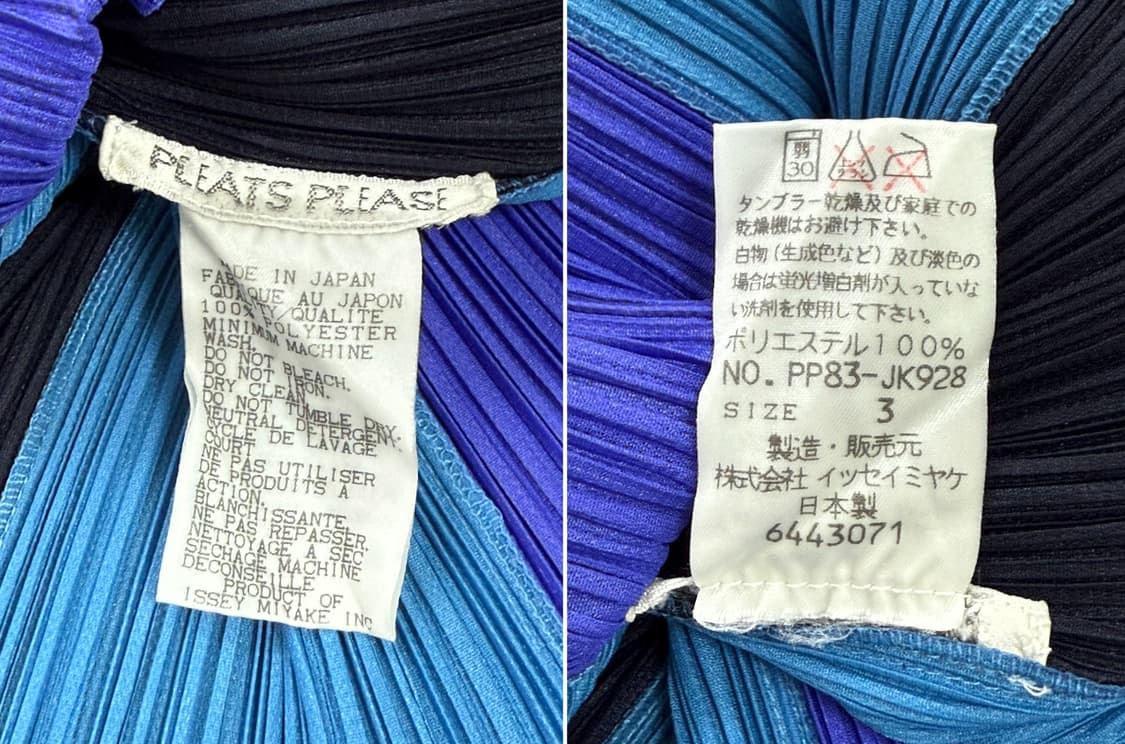 PLEATS PLEASE
MADE IN JAPAN
FABRIQUE AU JAPON
QUALITE
100% POLYESTER
MINIMUM MACHINE
WASH.
DO NOT BLEACH.
DO NOT IRON.
DRY CLEAN.
DO NOT TUMBLE DRY.
NEUTRAL DETERGENT.
CYCLE DE LAVAGE
COURT
NE PAS UTILISER
DE PRODUITS A
ACTION
BLANCHISSANTE.
NE PAS REPASSER.
NETTOYAGE A SEC
SECHAGE MACHINE
DECONSEILLE
PRODUCT OF
ISSEY MIYAKE INC
弱
30
タンブラー乾燥及び家庭での
乾燥機はお避け下さい。
白物(生成色など)及び淡色の
場合は蛍光増白剤が入っていな
い洗剤を使用して下さい。
ポリエステル100%
NO. PP83-JK928
SIZE 3
製造・販売元
株式会社 イッセイミヤケ
日本製
6443071